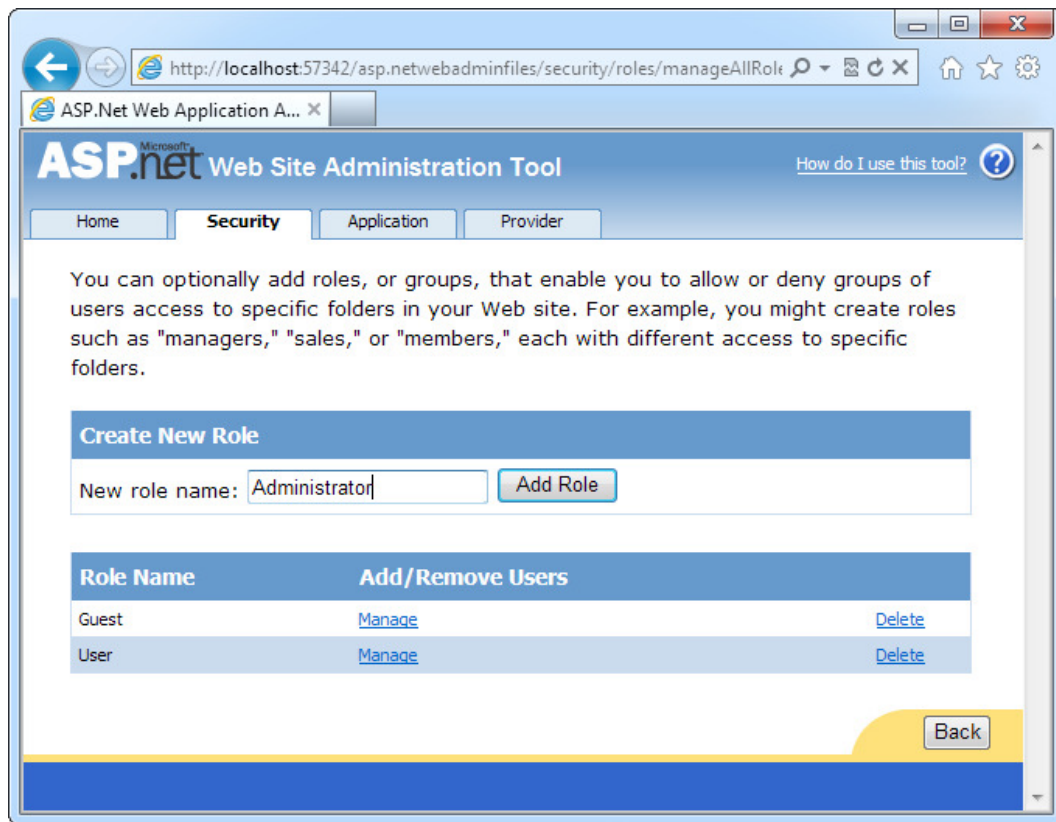 http://localhost:57342/asp.netwebadminfiles/security/roles/manageAllRole
ASP.Net Web Application A...
Microsoft
ASP.net Web Site Administration Tool
How do I use this tool? ?
Home Security Application Provider
You can optionally add roles, or groups, that enable you to allow or deny groups of
users access to specific folders in your Web site. For example, you might create roles
such as "managers," "sales," or "members," each with different access to specific
folders.
Create New Role
New role name: Administrator Add Role
Role Name Add/Remove Users
Guest Manage Delete
User Manage Delete
Back